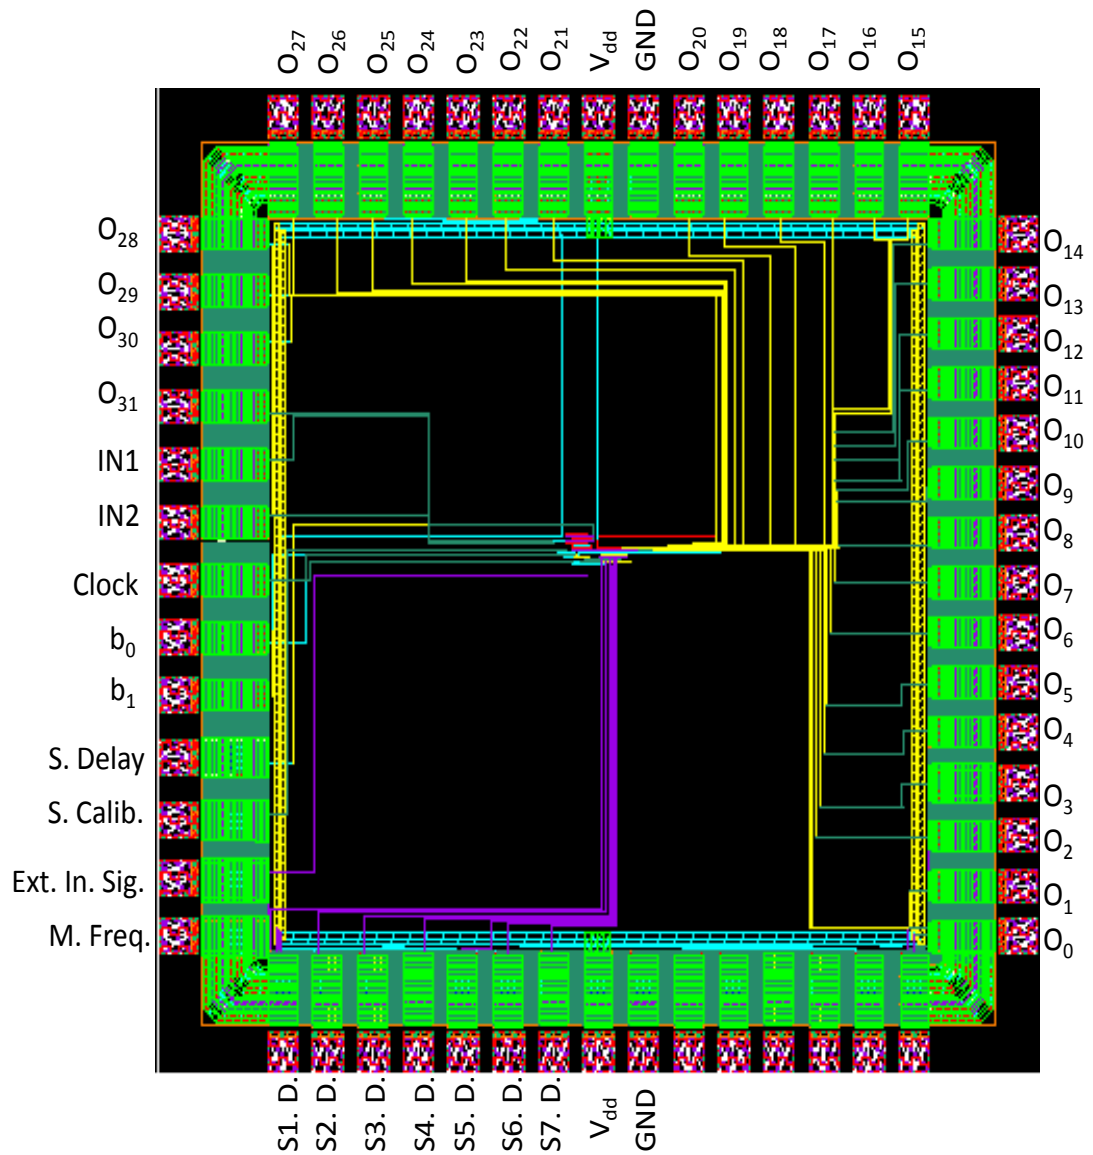 O27 O26 O25 O24 O23 O22 O21 Vdd GND O20 O19 O18 O17 O16 O15
O28
O29
O30
O31
IN1
IN2
Clock
b0
b1
S. Delay
S. Calib.
Ext. In. Sig.
M. Freq.
O14
O13
O12
O11
O10
O9
O8
O7
O6
O5
O4
O3
O2
O1
O0
S1. D. S2. D. S3. D. S4. D. S5. D. S6. D. S7. D. Vdd GND